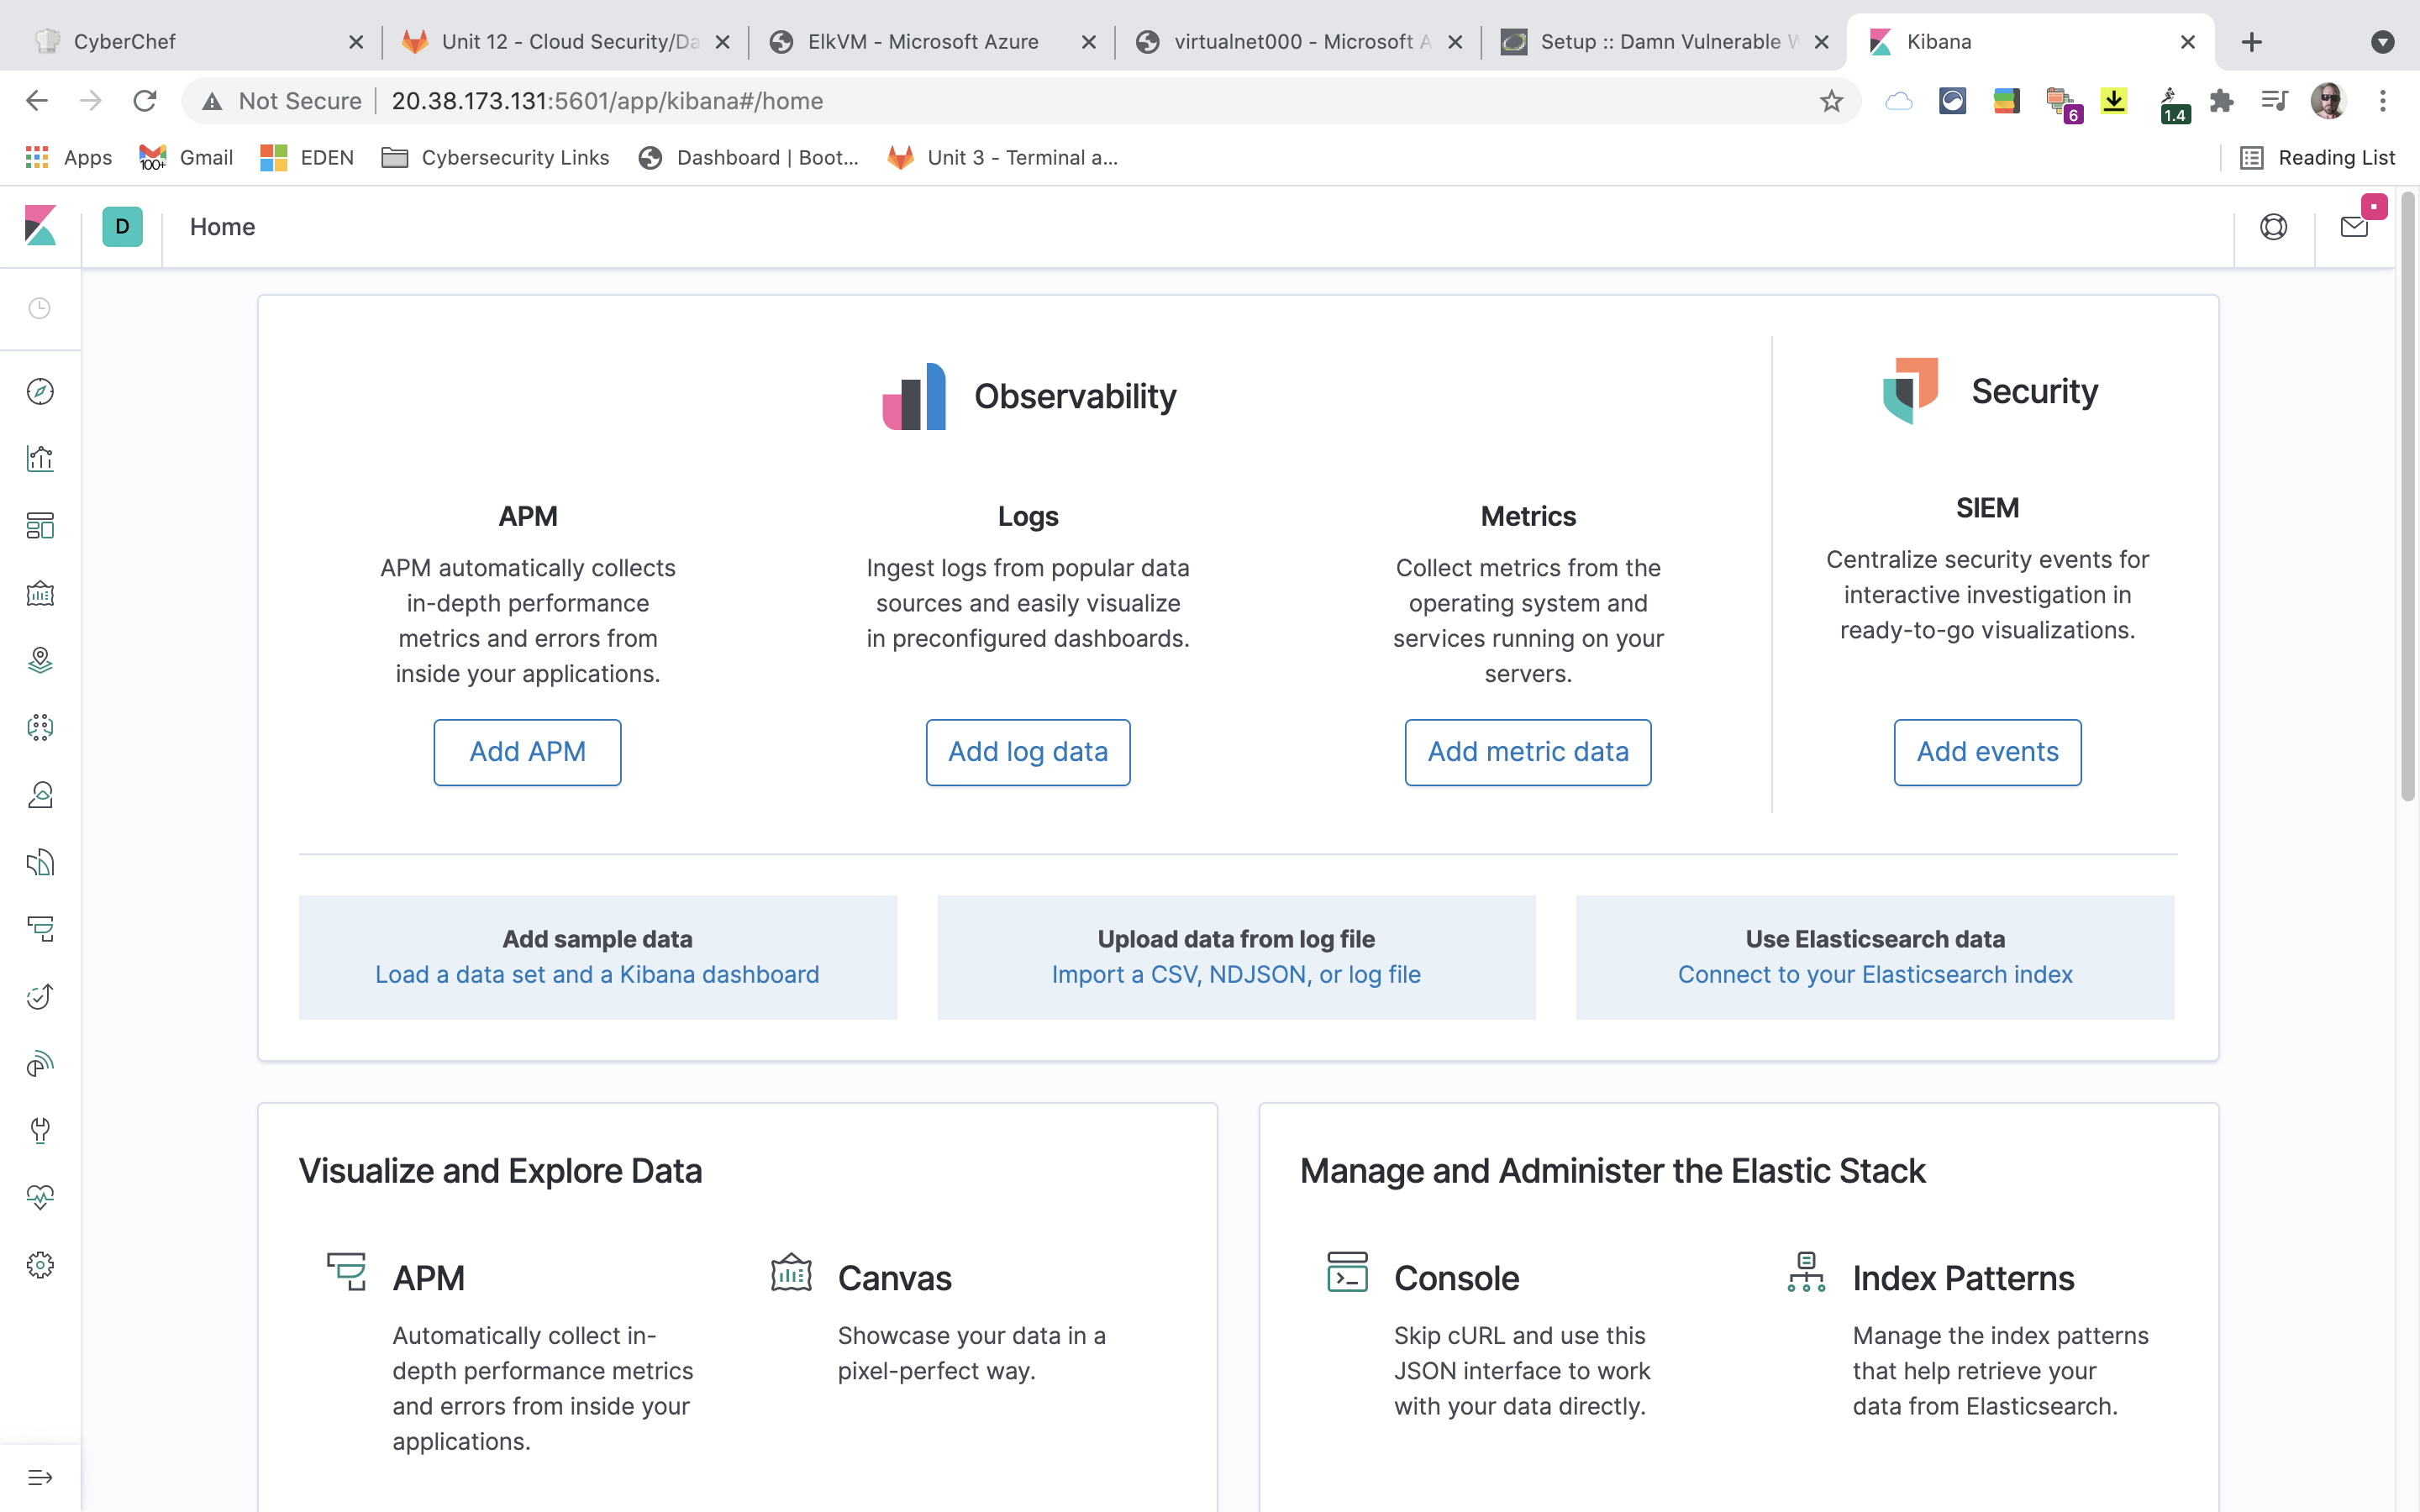 CyberChef
Unit 12 - Cloud Security/Da
ElkVM - Microsoft Azure
virtualnet000 - Microsoft A
Setup :: Damn Vulnerable W
Kibana
Not Secure
20.38.173.131:5601/app/kibana#/home
6
1.4
Apps
100+
Gmail
EDEN
Cybersecurity Links
Dashboard | Boot...
Unit 3 - Terminal a...
Reading List
D
Home
Observability
Security
APM
APM automatically collects
in-depth performance
metrics and errors from
inside your applications.
Add APM
Logs
Ingest logs from popular data
sources and easily visualize
in preconfigured dashboards.
Add log data
Metrics
Collect metrics from the
operating system and
services running on your
servers.
Add metric data
SIEM
Centralize security events for
interactive investigation in
ready-to-go visualizations.
Add events
Add sample data
Load a data set and a Kibana dashboard
Upload data from log file
Import a CSV, NDJSON, or log file
Use Elasticsearch data
Connect to your Elasticsearch index
Visualize and Explore Data
APM
Automatically collect in-
depth performance metrics
and errors from inside your
applications.
Canvas
Showcase your data in a
pixel-perfect way.
Manage and Administer the Elastic Stack
Console
Skip cURL and use this
JSON interface to work
with your data directly.
Index Patterns
Manage the index patterns
that help retrieve your
data from Elasticsearch.